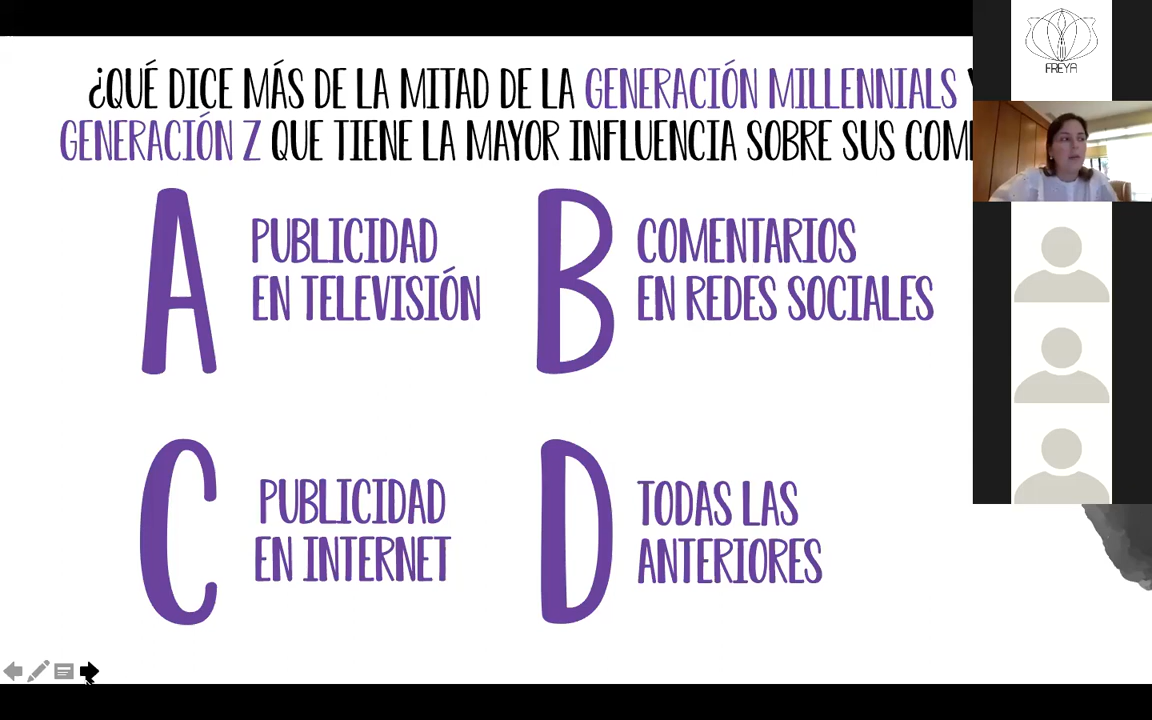 ¿QUÉ DICE MÁS DE LA MITAD DE LA GENERACIÓN MILLENNIALS
GENERACIÓN Z QUE TIENE LA MAYOR INFLUENCIA SOBRE SUS
A
PUBLICIDAD
EN TELEVISIÓN
B
COMENTARIOS
EN REDES SOCIALES
C
PUBLICIDAD
EN INTERNET
D
TODAS LAS
ANTERIORES
FREYA